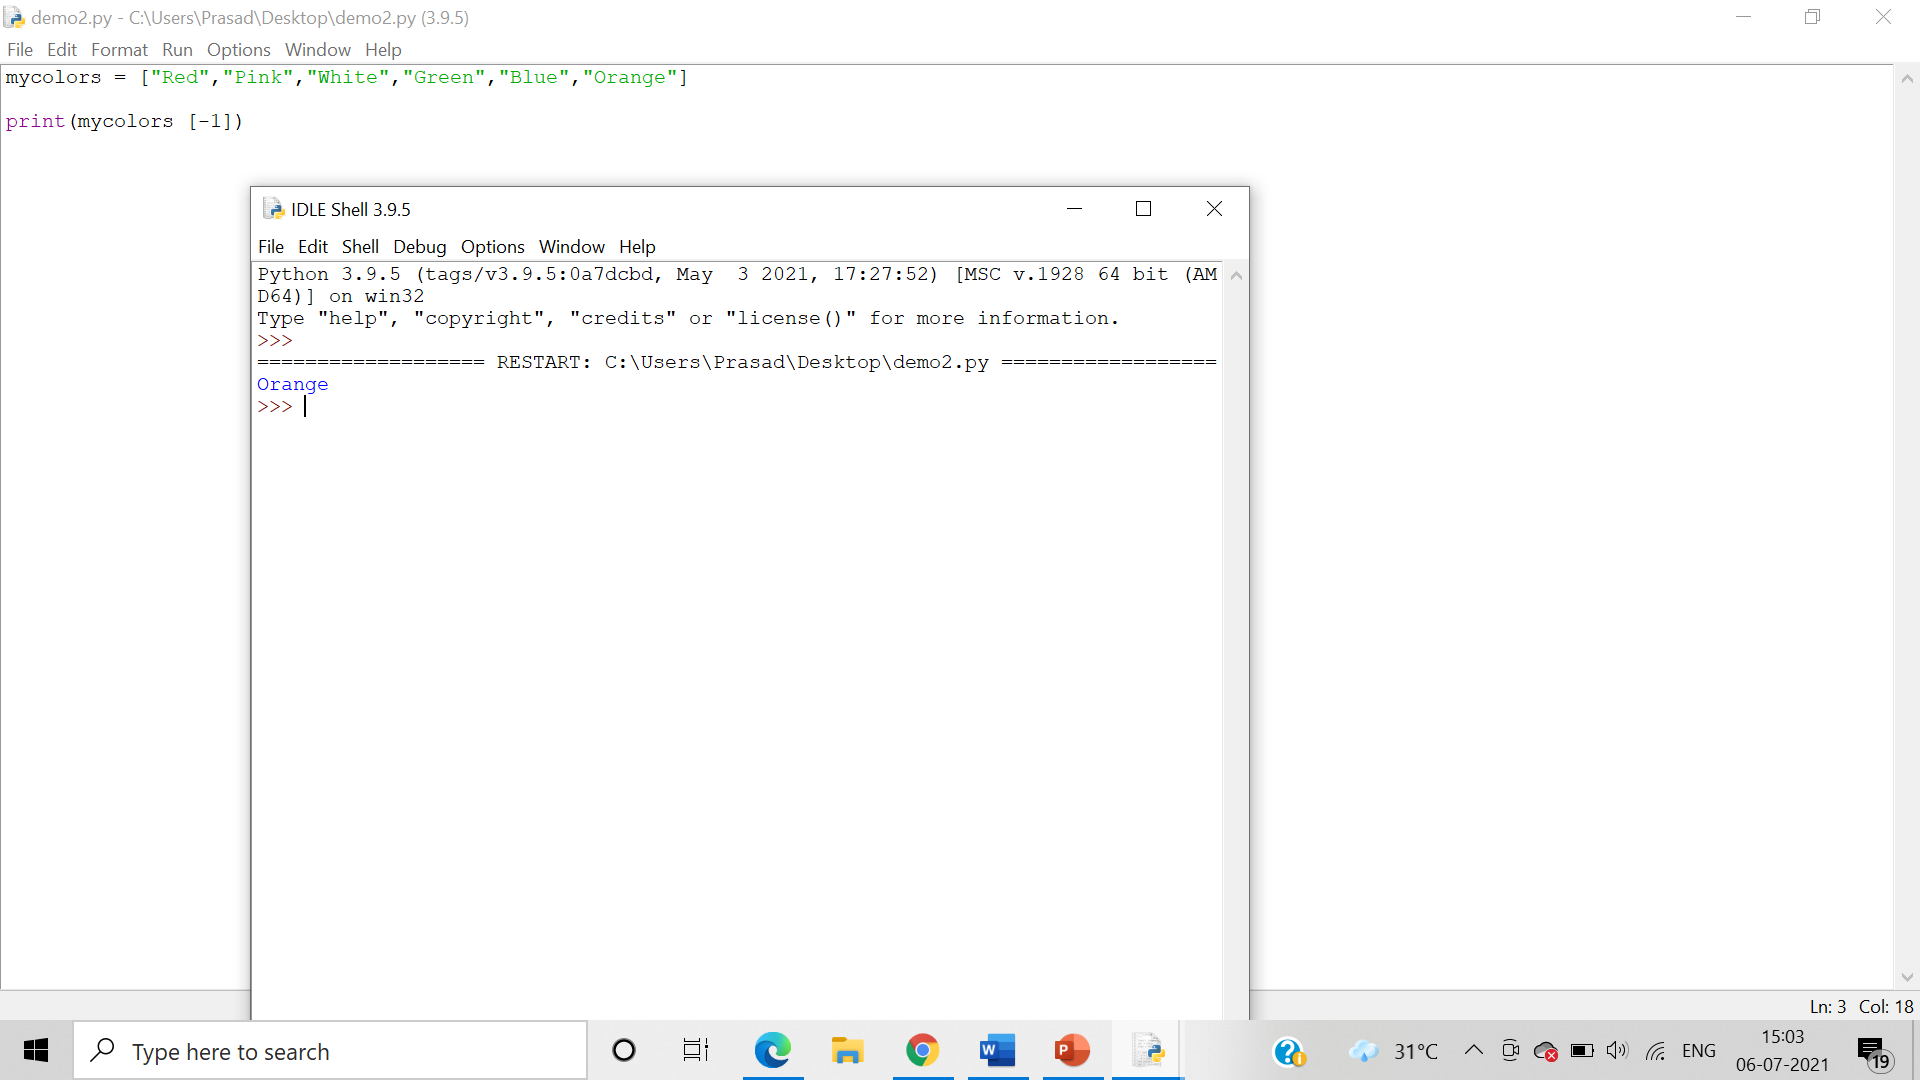 demo2.py - C:\Users\Prasad\Desktop\demo2.py (3.9.5)
File Edit Format Run Options Window Help
mycolors = ["Red","Pink","White","Green","Blue","Orange"]
print(mycolors [-1])
IDLE Shell 3.9.5
File Edit Shell Debug Options Window Help
Python 3.9.5 (tags/v3.9.5:0a7dcbd, May  3 2021, 17:27:52) [MSC v.1928 64 bit (AM
D64)] on win32
Type "help", "copyright", "credits" or "license()" for more information.
>>>
=================== RESTART: C:\Users\Prasad\Desktop\demo2.py ==================
Orange
>>>
Ln: 3 Col: 18
Type here to search
31°C
ENG
15:03
06-07-2021
19